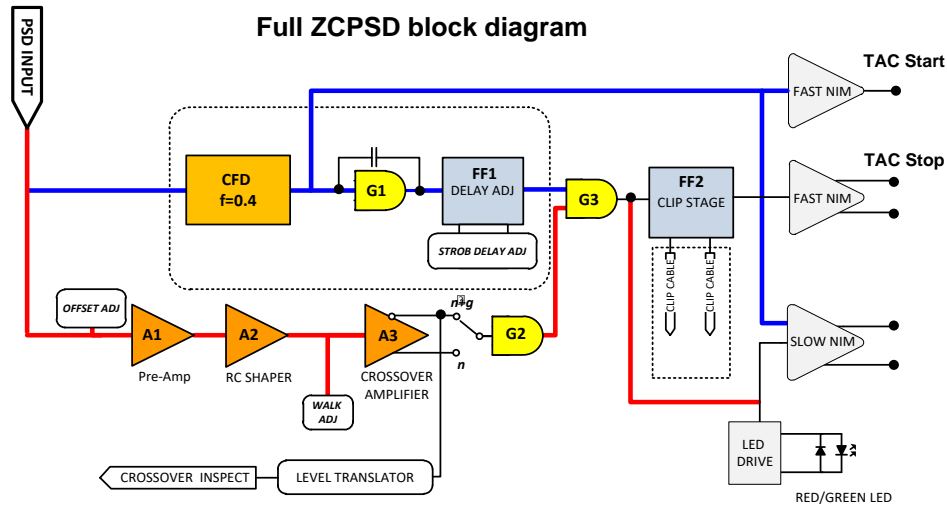 Full ZCPSD block diagram
PSD INPUT
TAC Start
FAST NIM
CFD
f=0.4
G1
FF1
DELAY ADJ
STROB DELAY ADJ
G3
FF2
CLIP STAGE
TAC Stop
FAST NIM
CLIP CABLE
CLIP CABLE
OFFSET ADJ
A1
Pre-Amp
A2
RC SHAPER
WALK
ADJ
A3
CROSSOVER
AMPLIFIER
n+g
n
G2
SLOW NIM
LED
DRIVE
RED/GREEN LED
CROSSOVER INSPECT
LEVEL TRANSLATOR